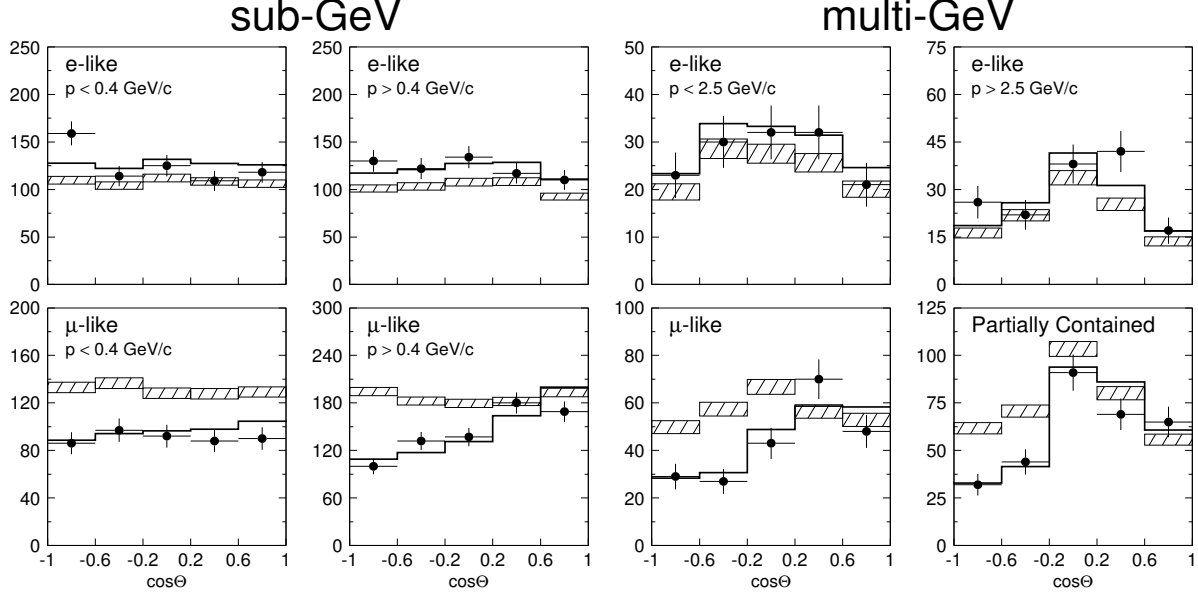 sub-GeV multi-GeV
250
200
150
100
50
0
e-like
p < 0.4 GeV/c
250
200
150
100
50
0
e-like
p > 0.4 GeV/c
50
40
30
20
10
0
e-like
p < 2.5 GeV/c
75
60
45
30
15
0
e-like
p > 2.5 GeV/c
200
160
120
80
40
0
μ-like
p < 0.4 GeV/c
-1 -0.6 -0.2 0.2 0.6 1
cosΘ
300
240
180
120
60
0
μ-like
p > 0.4 GeV/c
-1 -0.6 -0.2 0.2 0.6 1
cosΘ
100
80
60
40
20
0
μ-like
-1 -0.6 -0.2 0.2 0.6 1
cosΘ
125
100
75
50
25
0
Partially Contained
-1 -0.6 -0.2 0.2 0.6 1
cosΘ